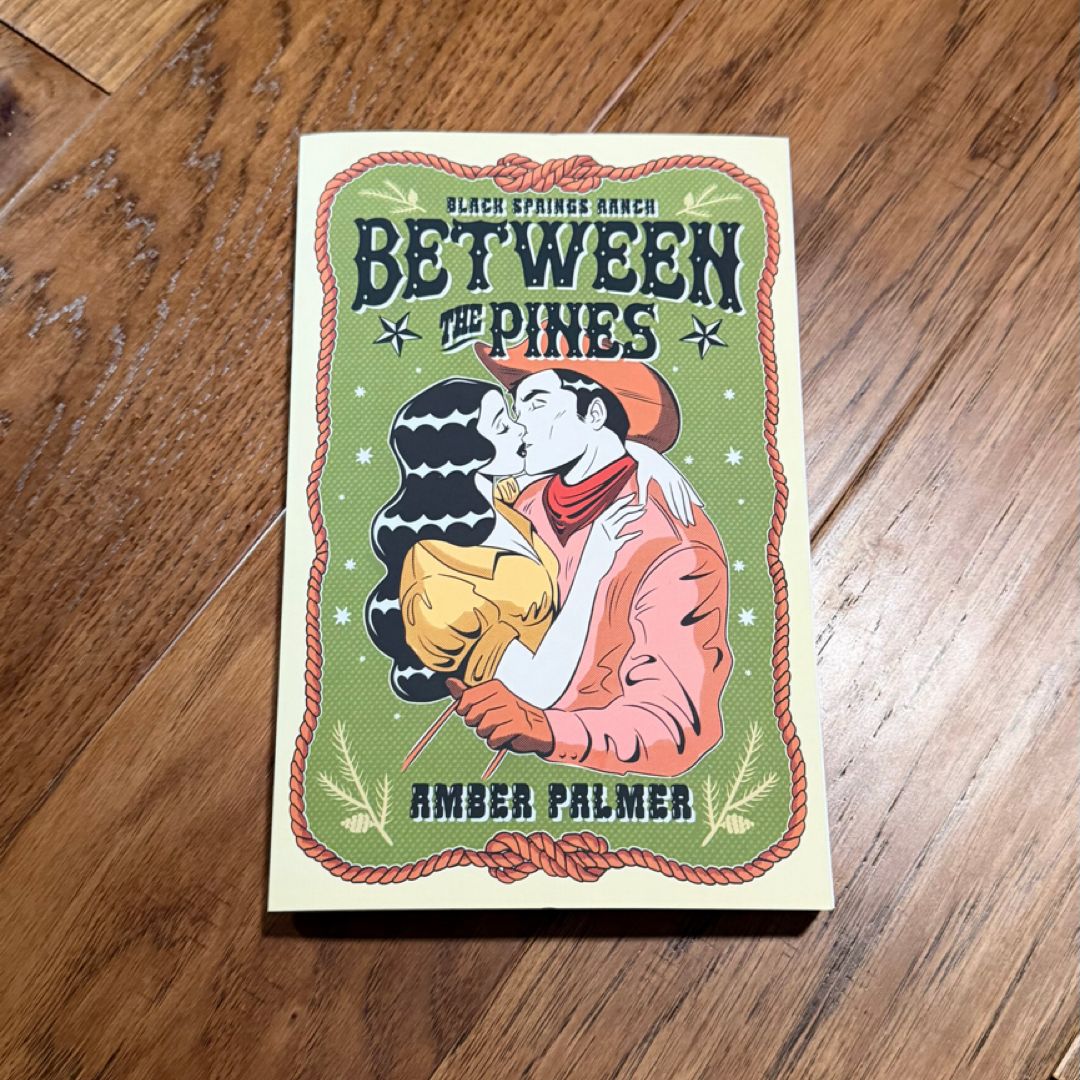 BLACK SPRINGS RANCH
BETWEEN
THE PINES
AMBER PALMER